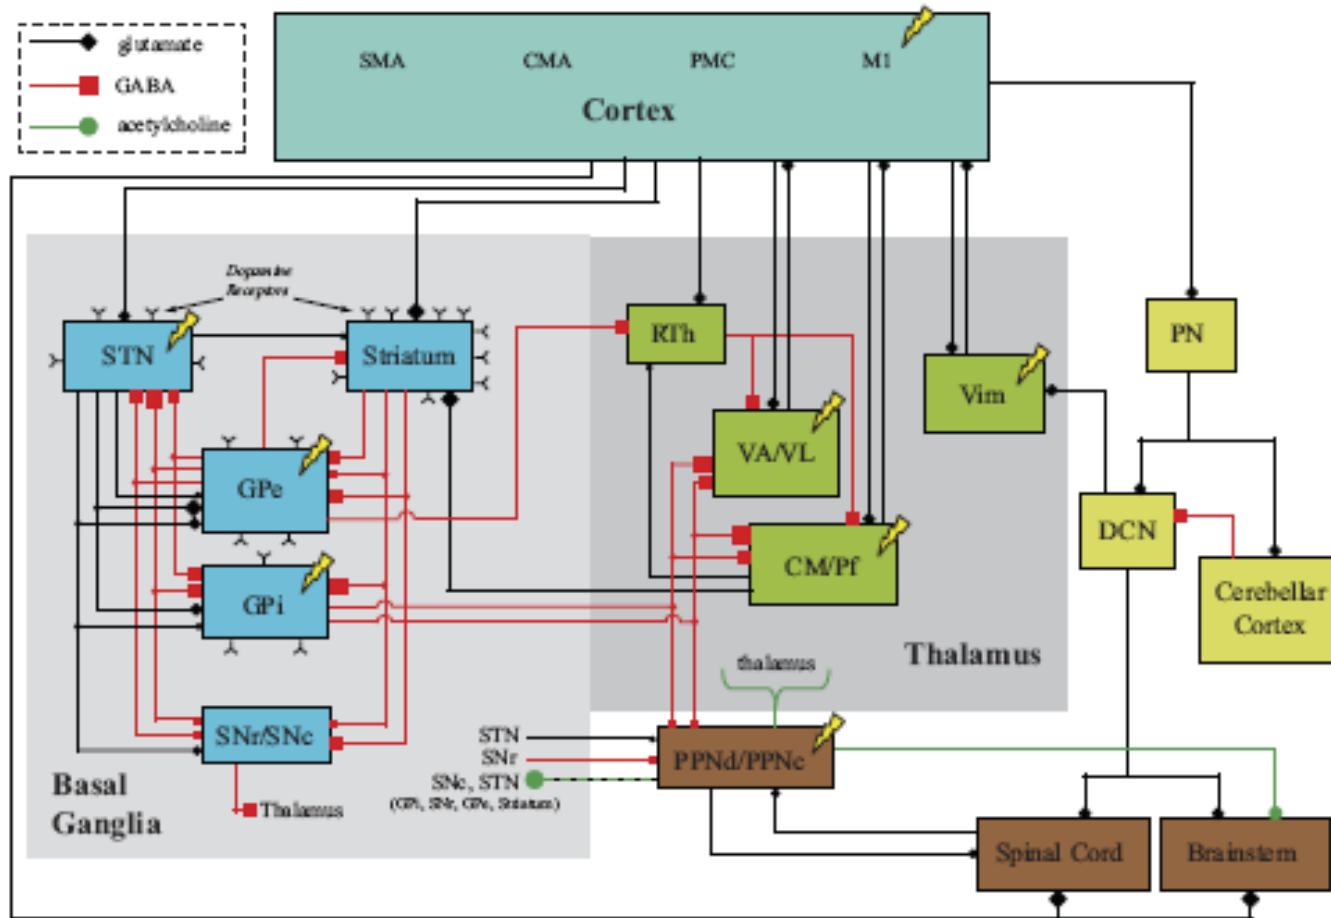 glutamate
GABA
acetylcholine
SMA CMA PMC M1
Cortex
Dopamine
Receptors
STN
Striatum
RTh
PN
Vim
VA/VL
GPe
DCN
CM/Pf
GPi
Cerebellar
Cortex
Thalamus
thalamus
SNr/SNc
STN
SNr
SNc, STN
(GPi, SNr, GPe, Striatum)
PPNd/PPNc
Basal
Ganglia
Thalamus
Spinal Cord
Brainstem